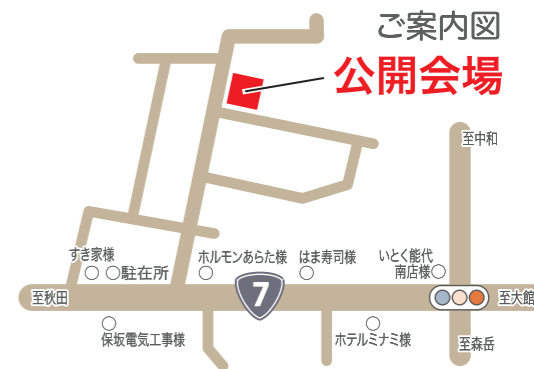 ご案内図
公開会場
至中和
すき家様
駐在所
ホルモンあらた様
はま寿司様
いとく能代
南店様
至秋田
7
至大館
保坂電気工事様
ホテルミナミ様
至森岳